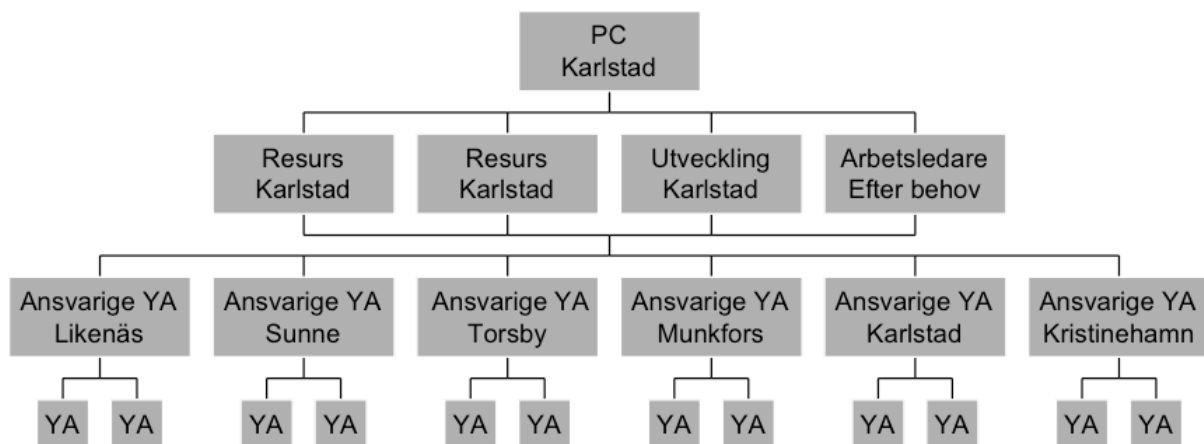 PC
Karlstad
Resurs
Karlstad
Resurs
Karlstad
Utveckling
Karlstad
Arbetsledare
Efter behov
Ansvarige YA
Likenäs
Ansvarige YA
Sunne
Ansvarige YA
Torsby
Ansvarige YA
Munkfors
Ansvarige YA
Karlstad
Ansvarige YA
Kristinehamn
YA
YA
YA
YA
YA
YA
YA
YA
YA
YA
YA
YA